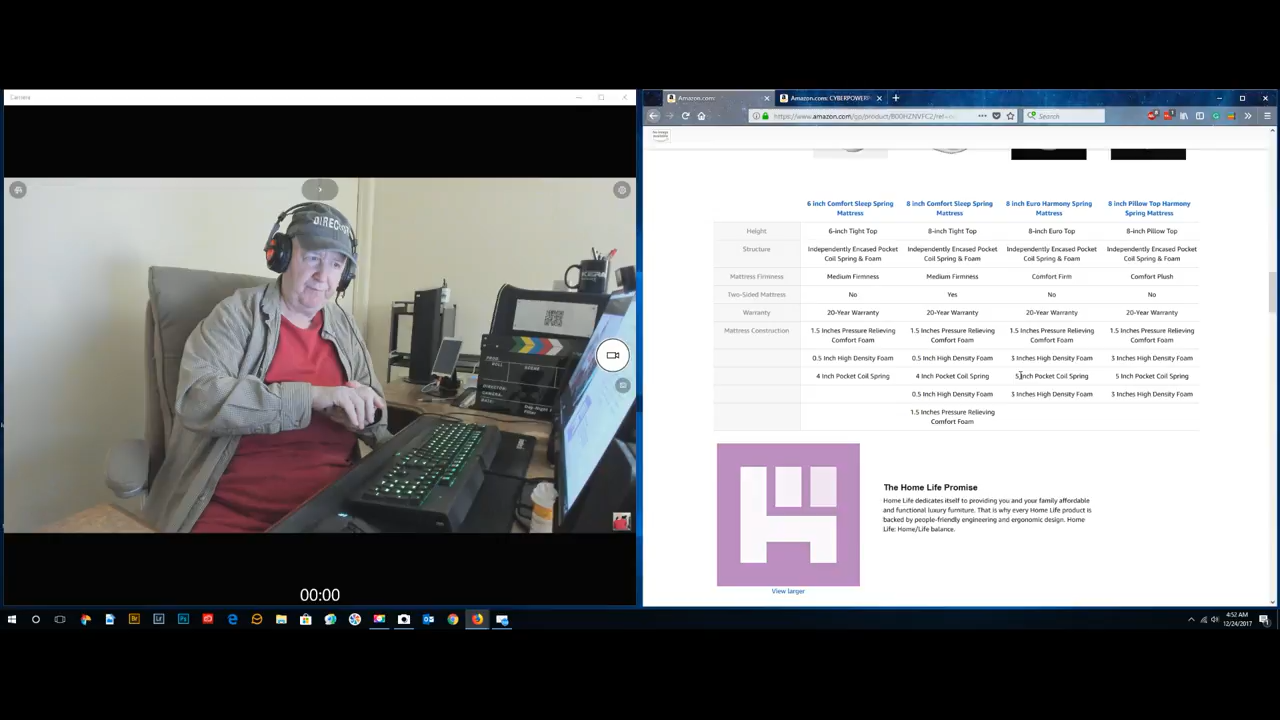 Camera
DIREC
Amazon.com:
Amazon.com: CYBERPOWERP
https://www.amazon.com/gp/product/B00HZNVFC2/ref=
Search
6 inch Comfort Sleep Spring Mattress
8 inch Comfort Sleep Spring Mattress
8 inch Euro Harmony Spring Mattress
8 inch Pillow Top Harmony Spring Mattress
Height 6-inch Tight Top 8-inch Tight Top 8-inch Euro Top 8-inch Pillow Top
Structure Independently Encased Pocket Independently Encased Pocket Independently Encased Pocket Independently Encased Pocket
Coil Spring & Foam Coil Spring & Foam Coil Spring & Foam Coil Spring & Foam
Mattress Firmness Medium Firmness Medium Firmness Comfort Firm Comfort Plush
Two-Sided Mattress No Yes No No
Warranty 20-Year Warranty 20-Year Warranty 20-Year Warranty 20-Year Warranty
Mattress Construction 1.5 Inches Pressure Relieving 1.5 Inches Pressure Relieving 1.5 Inches Pressure Relieving 1.5 Inches Pressure Relieving
Comfort Foam Comfort Foam Comfort Foam Comfort Foam
0.5 Inch High Density Foam 0.5 Inch High Density Foam 3 Inches High Density Foam 3 Inches High Density Foam
4 Inch Pocket Coil Spring 4 Inch Pocket Coil Spring 5 Inch Pocket Coil Spring 5 Inch Pocket Coil Spring
0.5 Inch High Density Foam 3 Inches High Density Foam 3 Inches High Density Foam
1.5 Inches Pressure Relieving
Comfort Foam
The Home Life Promise
Home Life dedicates itself to providing you and your family affordable
and functional luxury furniture. That is why every Home Life product is
backed by people-friendly engineering and ergonomic design. Home
Life: Home/Life balance.
View larger
00:00
4:52 AM
12/24/2017